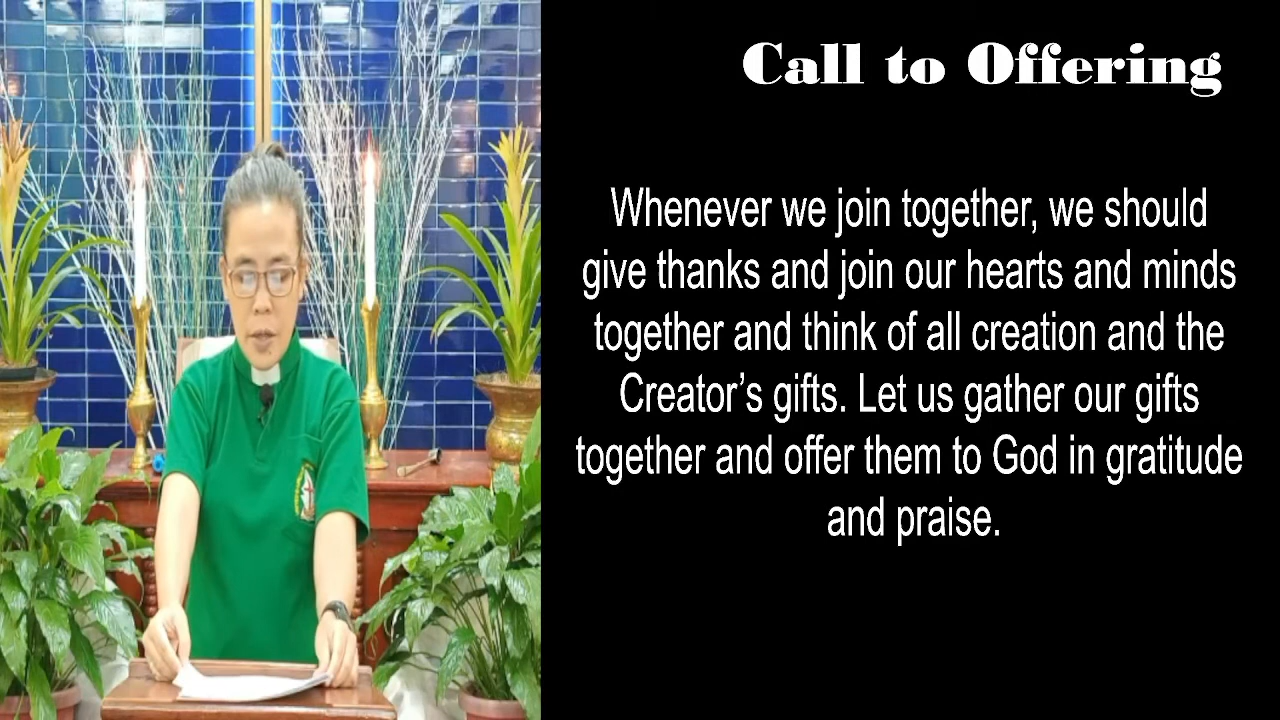 Call to Offering
Whenever we join together, we should
give thanks and join our hearts and minds
together and think of all creation and the
Creator’s gifts. Let us gather our gifts
together and offer them to God in gratitude
and praise.